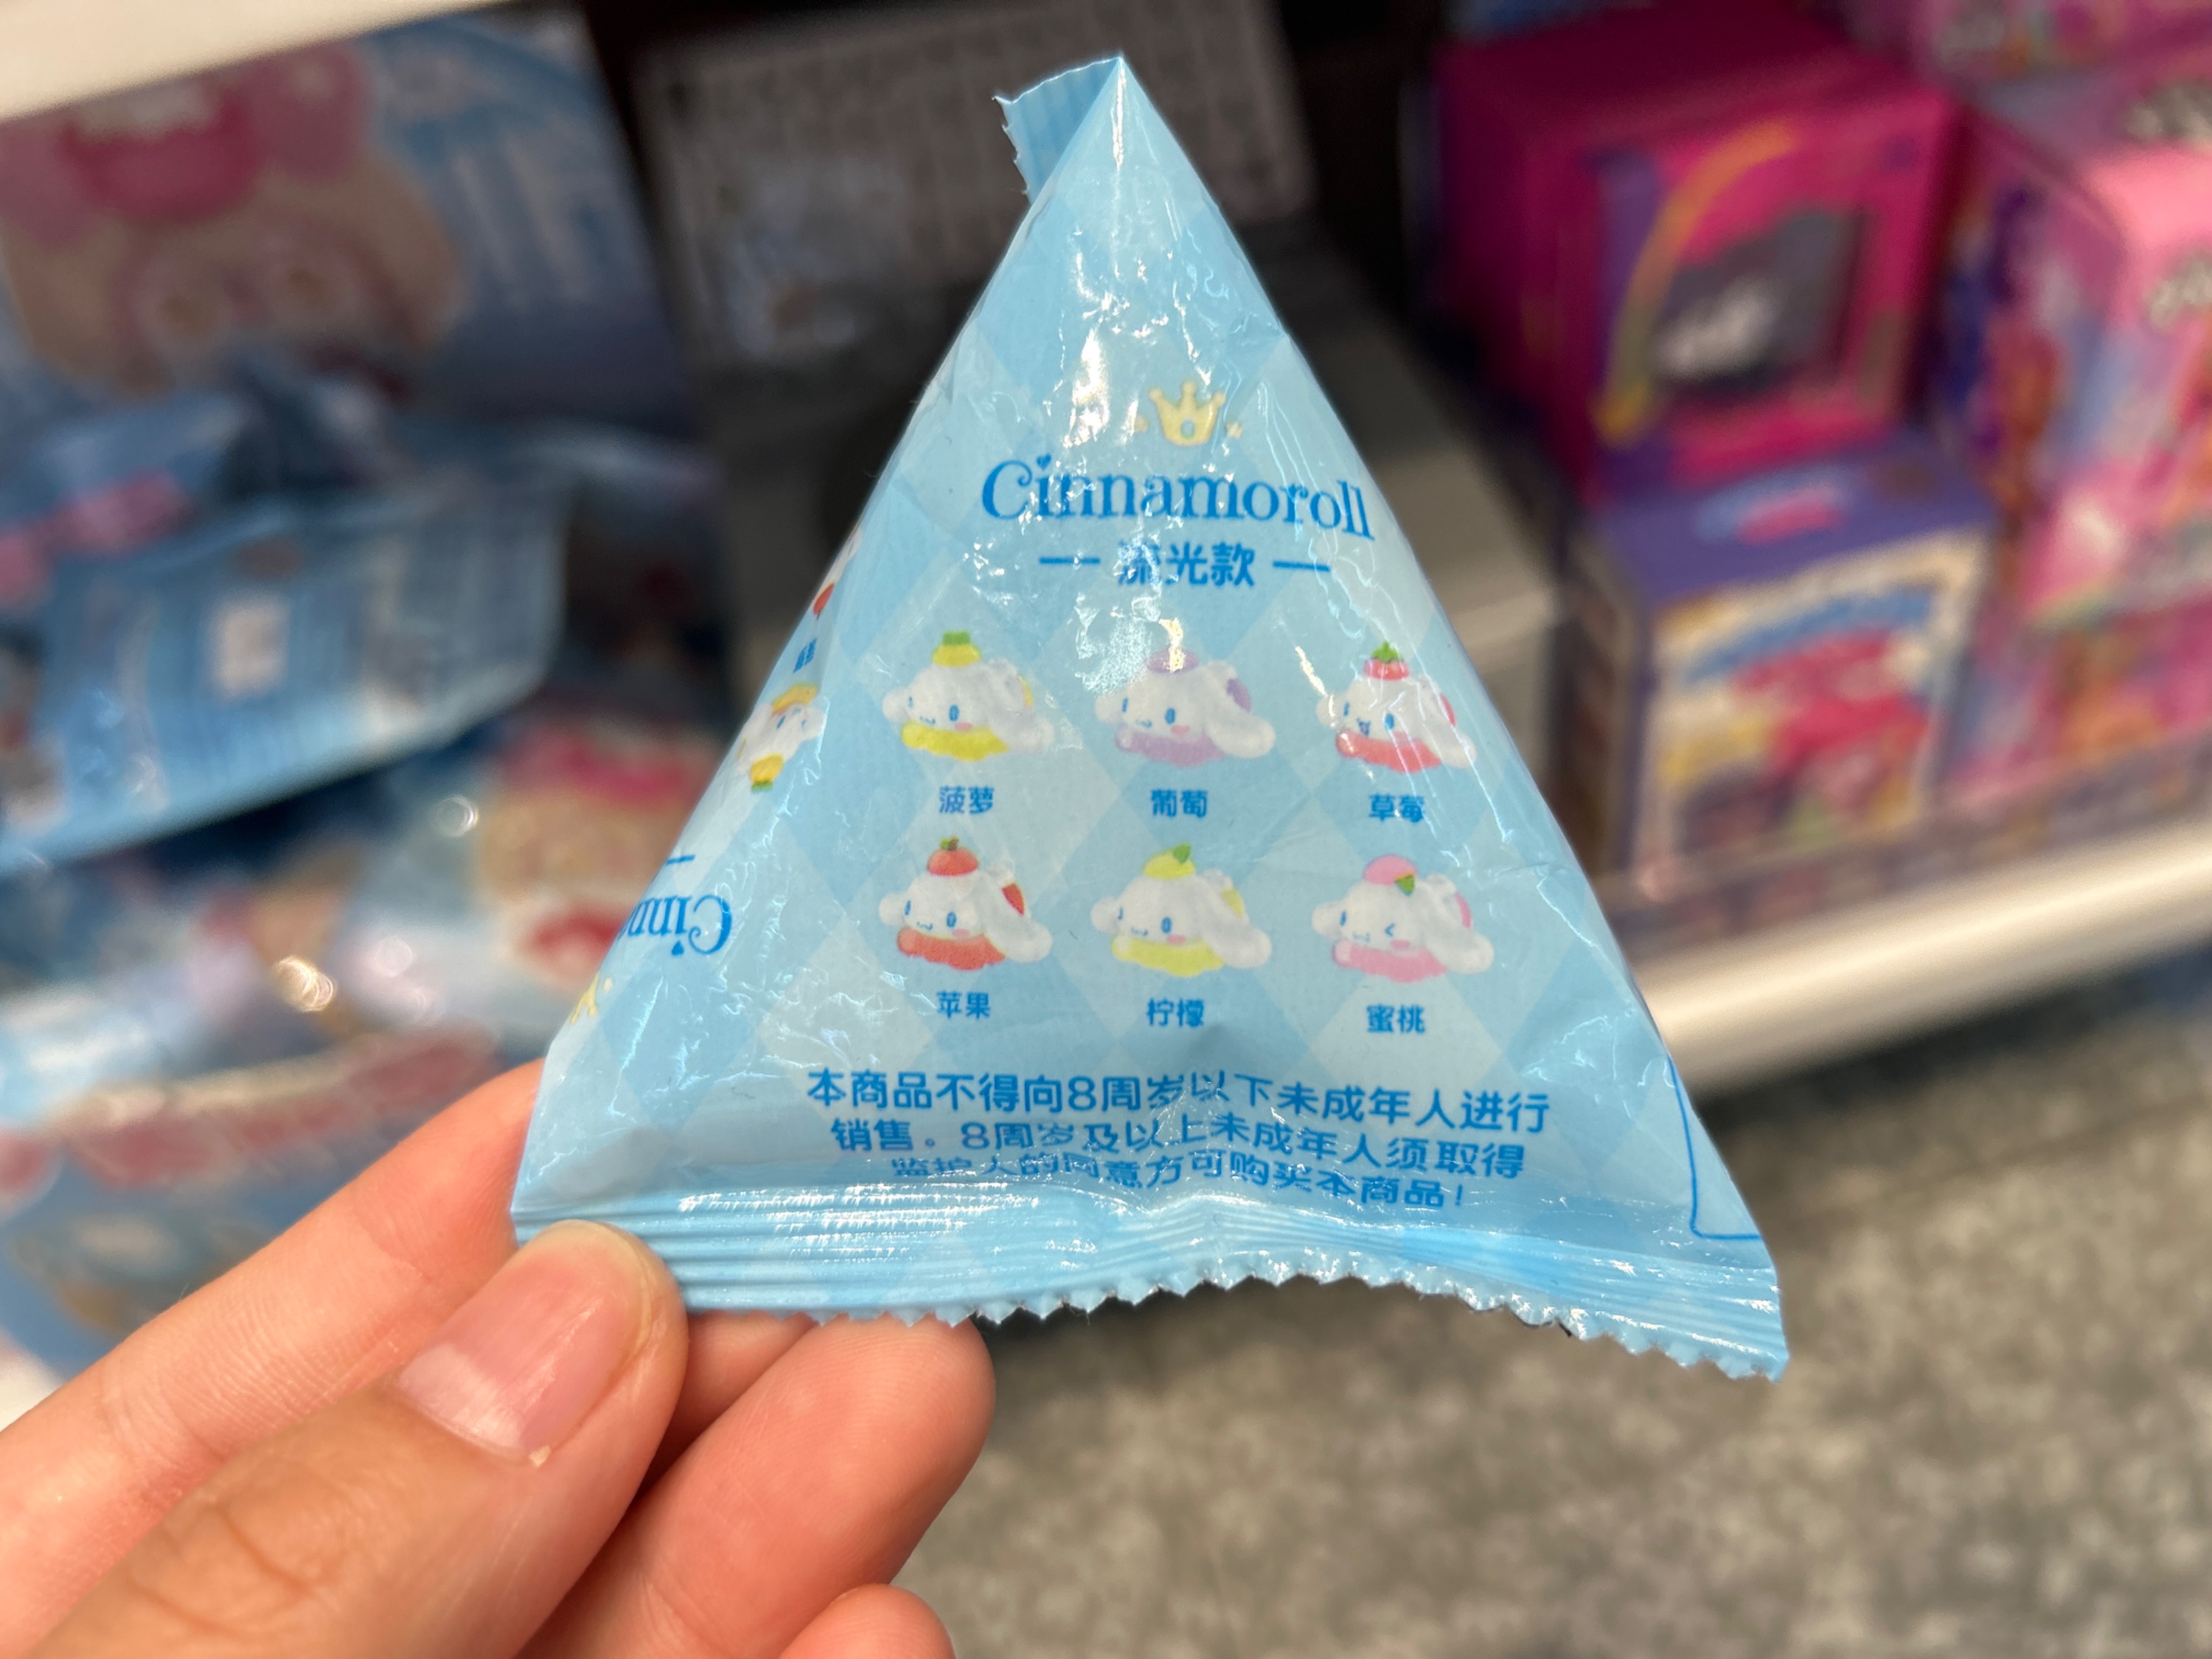 Cinnamoroll
流光款
菠萝
葡萄
草莓
苹果
柠檬
蜜桃
本商品不得向8周岁以下未成年人进行
销售。8周岁及以上未成年人须取得
监护人的同意方可购买本商品!
Cinn